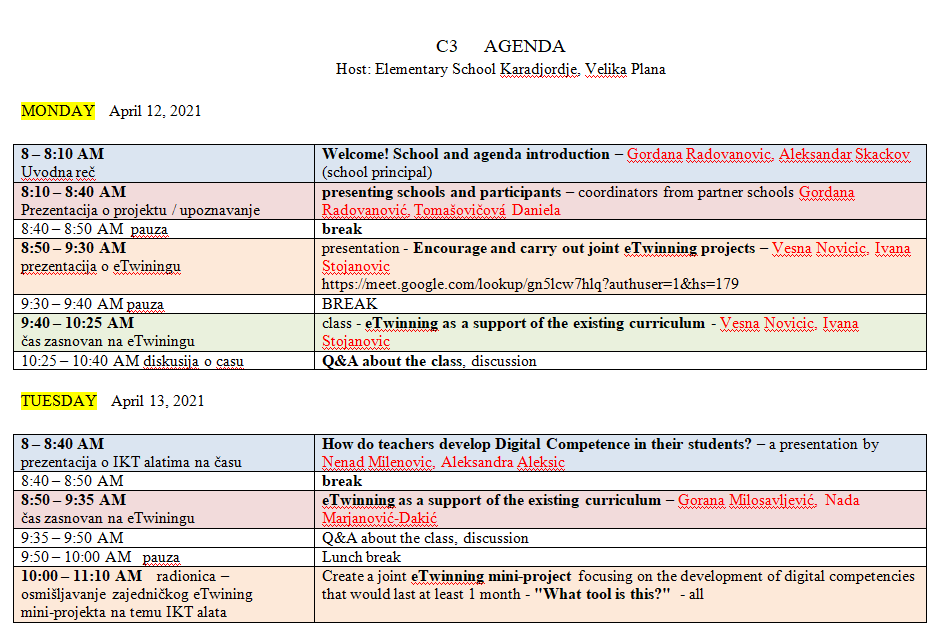 C3 AGENDA
Host: Elementary School Karadjordje, Velika Plana
MONDAY April 12, 2021
8 – 8:10 AM
Uvodna reč
Welcome! School and agenda introduction – Gordana Radovanovic, Aleksandar Skackov
(school principal)
8:10 – 8:40 AM
Prezentacija o projektu / upoznavanje
presenting schools and participants – coordinators from partner schools Gordana
Radovanović, Tomašovičová Daniela
8:40 – 8:50 AM pauza
break
8:50 – 9:30 AM
prezentacija o eTwiningu
presentation - Encourage and carry out joint eTwinning projects – Vesna Novicic, Ivana
Stojanovic
https://meet.google.com/lookup/gn5lcw7hlq?authuser=1&hs=179
9:30 – 9:40 AM pauza
BREAK
9:40 – 10:25 AM
čas zasnovan na eTwiningu
class - eTwinning as a support of the existing curriculum - Vesna Novicic, Ivana
Stojanovic
10:25 – 10:40 AM diskusija o casu
Q&A about the class, discussion
TUESDAY April 13, 2021
8 – 8:40 AM
prezentacija o IKT alatima na času
How do teachers develop Digital Competence in their students? – a presentation by
Nenad Milenovic, Aleksandra Aleksic
8:40 – 8:50 AM
break
8:50 – 9:35 AM
čas zasnovan na eTwiningu
eTwinning as a support of the existing curriculum – Gorana Milosavljević, Nada
Marjanović-Dakić
9:35 – 9:50 AM
Q&A about the class, discussion
9:50 – 10:00 AM pauza
Lunch break
10:00 – 11:10 AM radionica –
osmišljavanje zajedničkog eTwining
mini-projekta na temu IKT alata
Create a joint eTwinning mini-project focusing on the development of digital competencies
that would last at least 1 month - "What tool is this?" - all